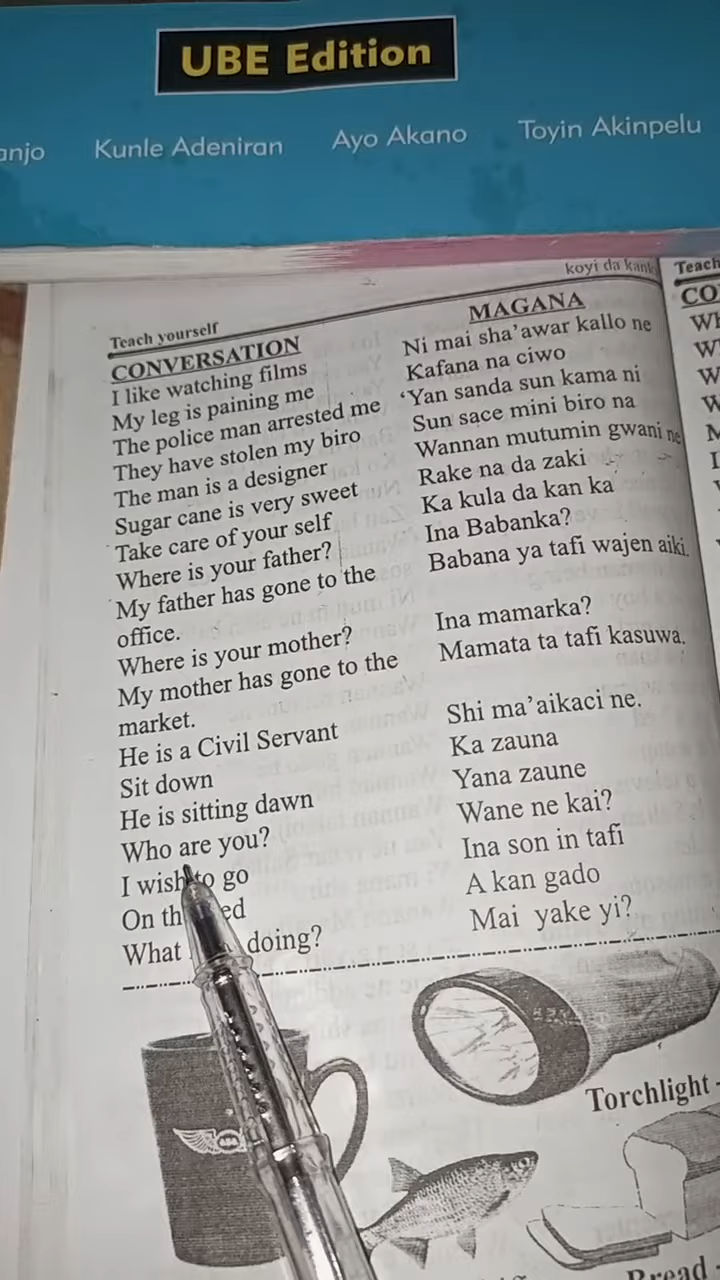 UBE Edition
anjo Kunle Adeniran Ayo Akano Toyin Akinpelu
koyi da kank
Teach yourself
CONVERSATION
I like watching films
My leg is paining me
The police man arrested me
They have stolen my biro
The man is a designer
Sugar cane is very sweet
Take care of your self
Where is your father?
My father has gone to the
office.
Where is your mother?
My mother has gone to the
market.
He is a Civil Servant
Sit down
He is sitting dawn
Who are you?
I wish to go
On th ed
What doing?
MAGANA
Ni mai sha'awar kallo ne
Kafana na ciwo
'Yan sanda sun kama ni
Sun sace mini biro na
Wannan mutumin gwani ne
Rake na da zaki
Ka kula da kan ka
Ina Babanka?
Babana ya tafi wajen aiki.
Ina mamarka?
Mamata ta tafi kasuwa.
Shi ma'aikaci ne.
Ka zauna
Yana zaune
Wane ne kai?
Ina son in tafi
A kan gado
Mai yake yi?
Torchlight -
Bread -
Teach
CO